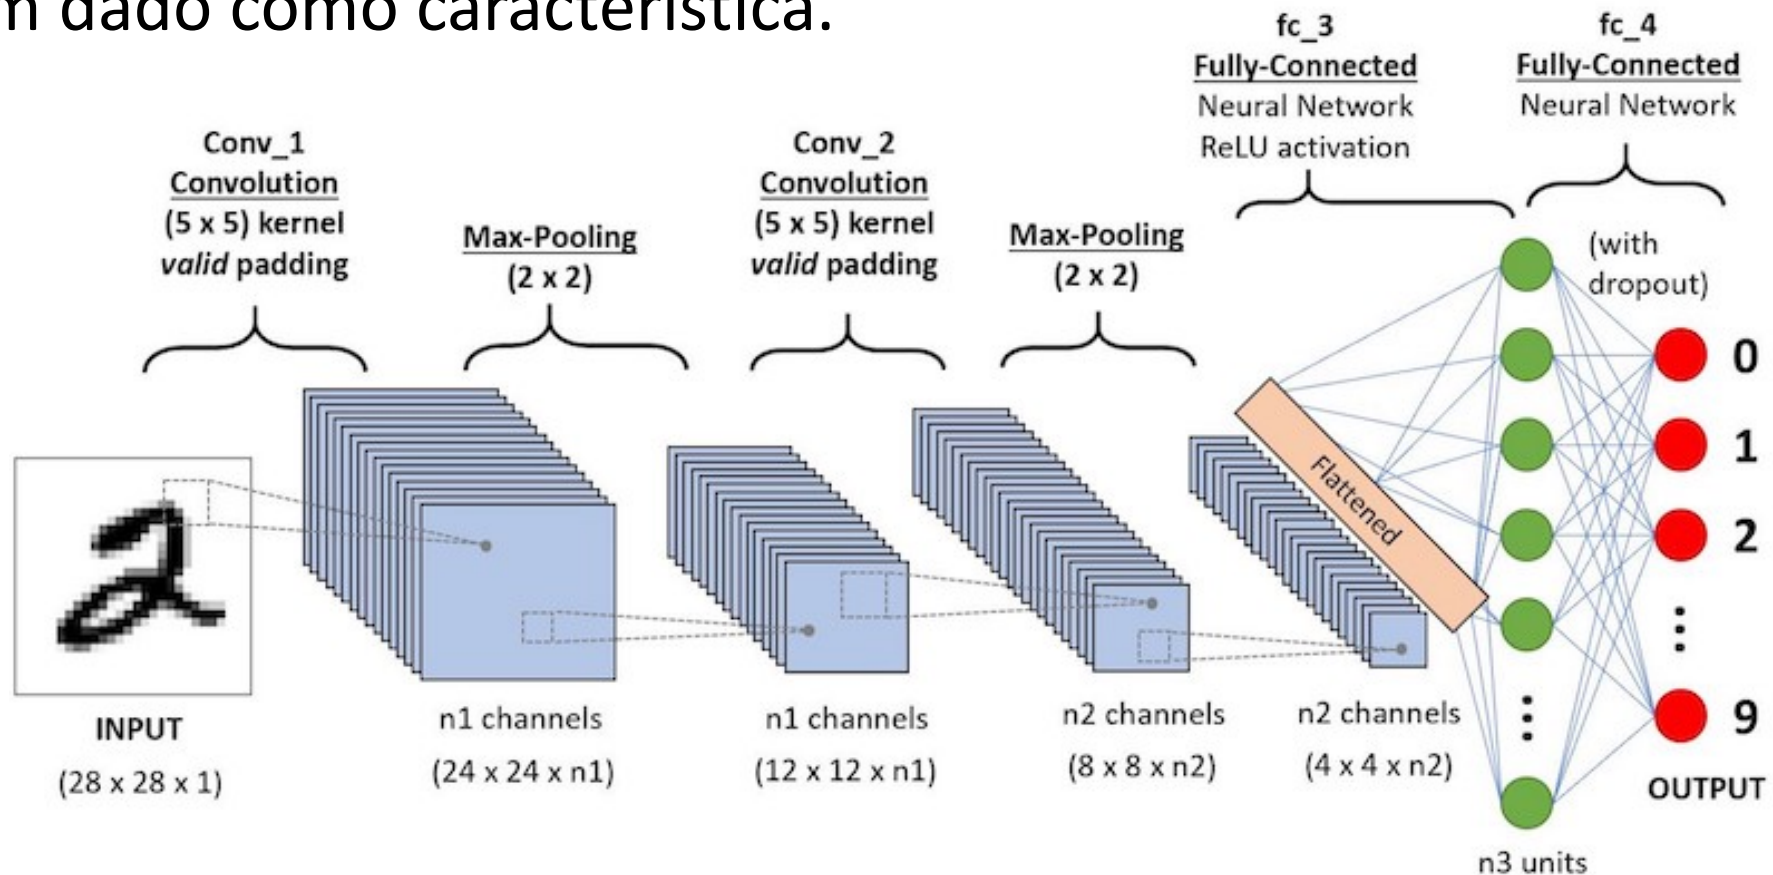 m dado como característica.
Conv_1
Convolution
(5 x 5) kernel
valid padding
Max-Pooling
(2 x 2)
Conv_2
Convolution
(5 x 5) kernel
valid padding
Max-Pooling
(2 x 2)
fc_3
Fully-Connected
Neural Network
ReLU activation
fc_4
Fully-Connected
Neural Network
(with
dropout)
Flattened
0
1
2
9
OUTPUT
INPUT
(28 x 28 x 1)
n1 channels
(24 x 24 x n1)
n1 channels
(12 x 12 x n1)
n2 channels
(8 x 8 x n2)
n2 channels
(4 x 4 x n2)
n3 units